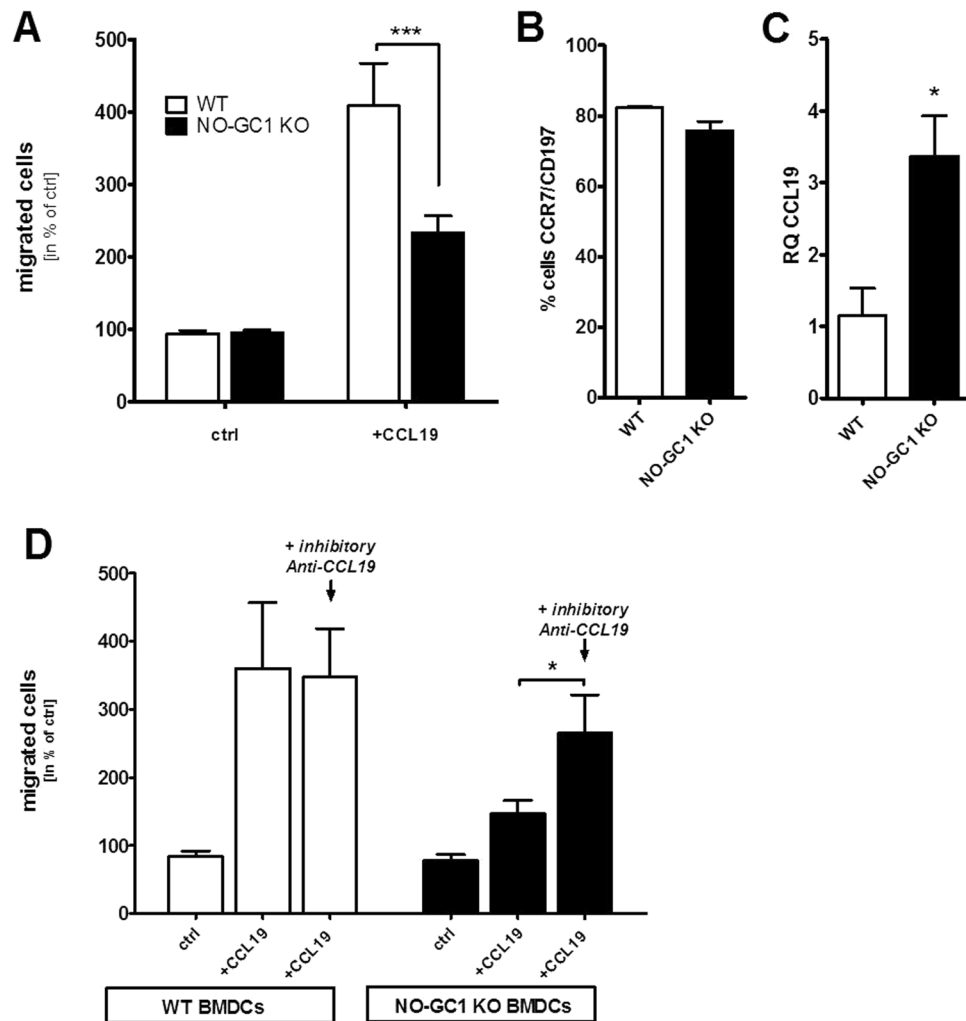 A
migrated cells
[in % of ctrl]
500
400
300
200
100
0
WT
NO-GC1 KO
***
ctrl
+CCL19
B
% cells CCR7/CD197
100
80
60
40
20
0
WT
NO-GC1 KO
C
RQ CCL19
5
4
3
2
1
0
*
WT
NO-GC1 KO
D
migrated cells
[In % of ctrl]
500
400
300
200
100
0
+ inhibitory
Anti-CCL19
+ inhibitory
Anti-CCL19
*
ctrl
+CCL19
+CCL19
ctrl
+CCL19
+CCL19
WT BMDCs
NO-GC1 KO BMDCs